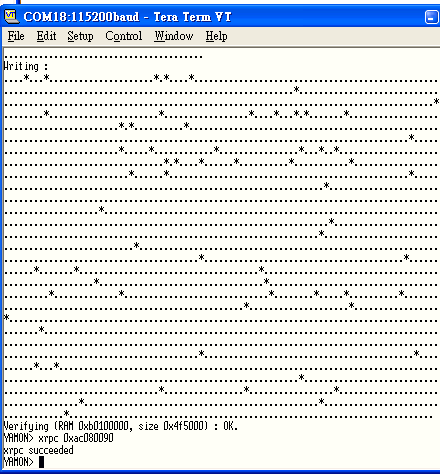 COM18:115200baud - Tera Term VT
File Edit Setup Control Window Help
Writing :
Verifying (RAM 0xb0100000, size 0x4f5000) : OK.
YAMON> xrpc 0xac080090
xrpc succeeded
YAMON>